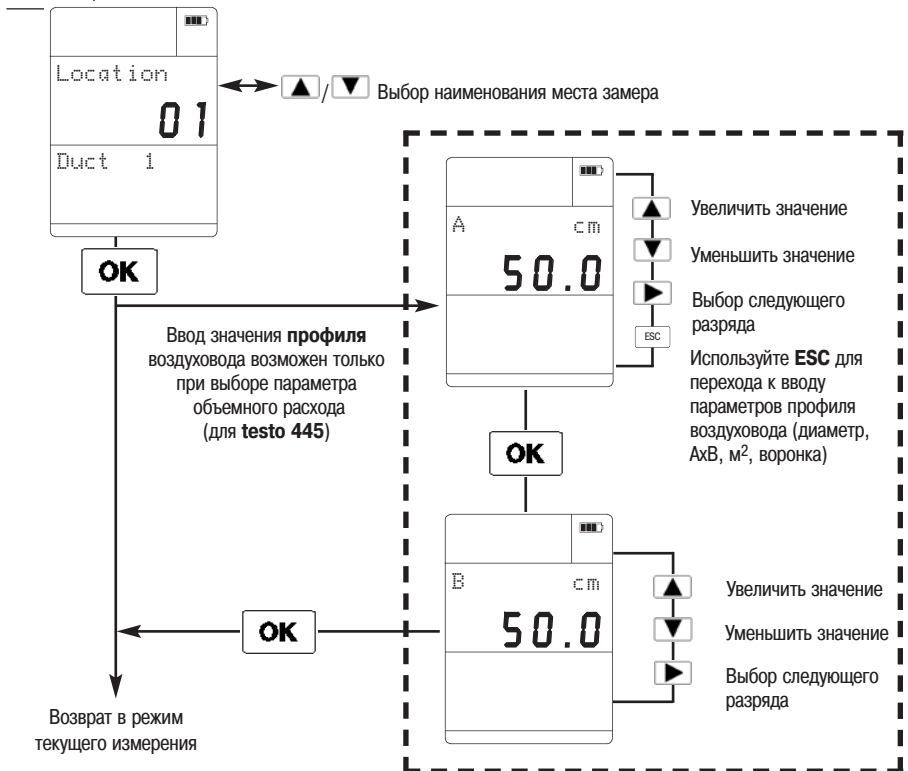 Location
01
Duct 1
▲/▼ Выбор наименования места замера
OK
Ввод значения профиля
воздуховода возможен только
при выборе параметра
объемного расхода
(для testo 445)
A cm
50.0
Увеличить значение
Уменьшить значение
Выбор следующего
разряда
ESC
Используйте ESC для
перехода к вводу
параметров профиля
воздуховода (диаметр,
АхВ, м², воронка)
OK
B cm
50.0
Увеличить значение
Уменьшить значение
Выбор следующего
разряда
OK
Возврат в режим
текущего измерения